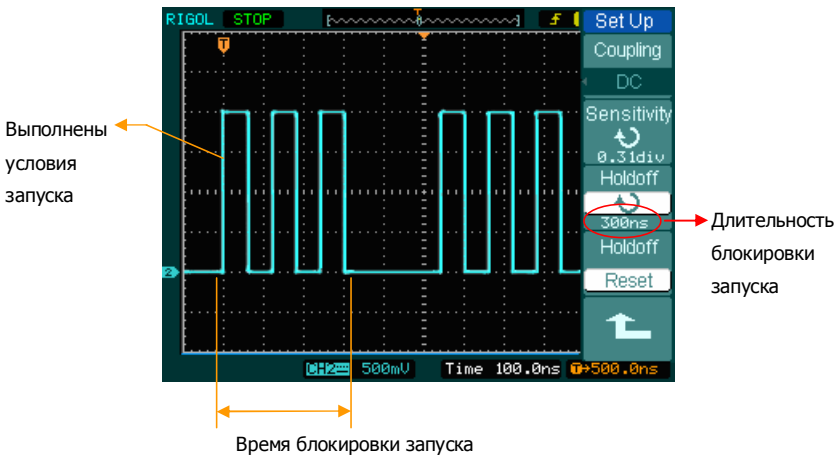 RIGOL STOP
T
Set Up
Coupling
DC
Sensitivity
0.31div
Holdoff
300ns
Holdoff
Reset
T
2
CH2 500mV Time 100.0ns T→500.0ns
Выполнены
условия
запуска
Длительность
блокировки
запуска
Время блокировки запуска